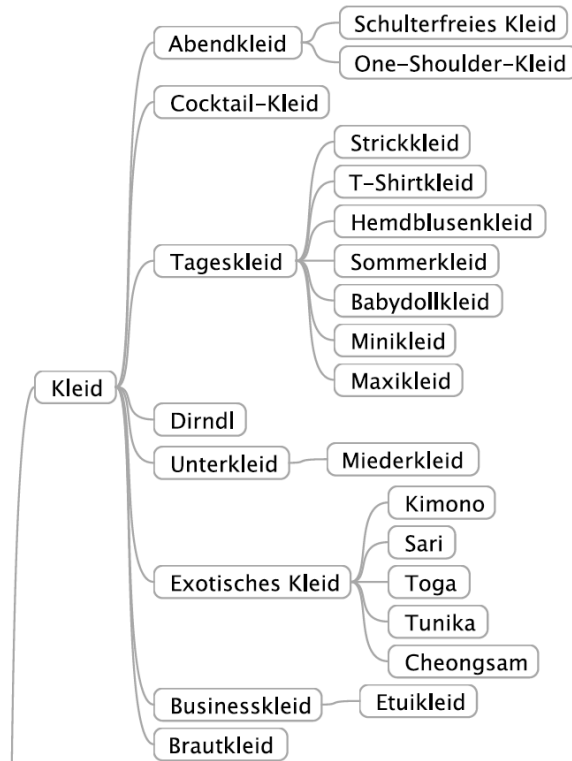 Schulterfreies Kleid
Abendkleid
One-Shoulder-Kleid
Cocktail-Kleid
Strickkleid
T-Shirtkleid
Hemdblusenkleid
Tageskleid
Sommerkleid
Babydollkleid
Minikleid
Maxikleid
Kleid
Dirndl
Unterkleid
Miederkleid
Kimono
Sari
Exotisches Kleid
Toga
Tunika
Cheongsam
Businesskleid
Etuikleid
Brautkleid